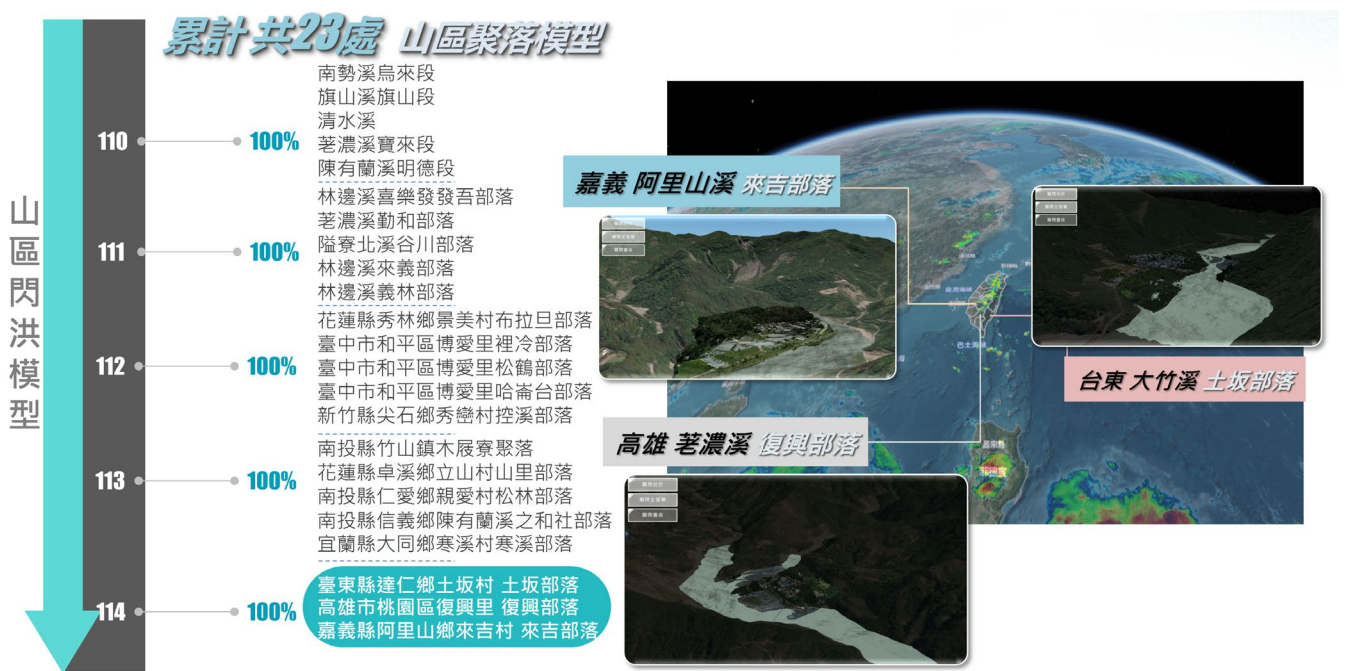 累計 共23處 山區聚落模型
山區閃洪模型
110
100%
南勢溪烏來段
旗山溪旗山段
清水溪
荖濃溪寶來段
陳有蘭溪明德段
111
100%
林邊溪喜樂發發吾部落
荖濃溪勤和部落
隘寮北溪谷川部落
林邊溪來義部落
林邊溪義林部落
112
100%
花蓮縣秀林鄉景美村布拉旦部落
臺中市和平區博愛里裡冷部落
臺中市和平區博愛里松鶴部落
臺中市和平區博愛里哈崙台部落
新竹縣尖石鄉秀巒村控溪部落
113
100%
南投縣竹山鎮木屐寮聚落
花蓮縣卓溪鄉立山村山里部落
南投縣仁愛鄉親愛村松林部落
南投縣信義鄉陳有蘭溪之和社部落
宜蘭縣大同鄉寒溪村寒溪部落
114
100%
臺東縣達仁鄉土坂村 土坂部落
高雄市桃園區復興里 復興部落
嘉義縣阿里山鄉來吉村 來吉部落
嘉義 阿里山溪 來吉部落
台東 大竹溪 土坂部落
高雄 荖濃溪 復興部落
巴士海峽